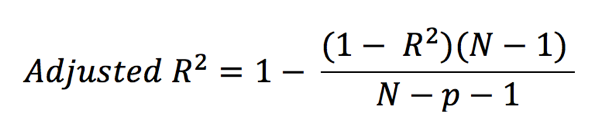 Adjusted R² = 1 − (1 − R²)(N − 1) / N − p − 1